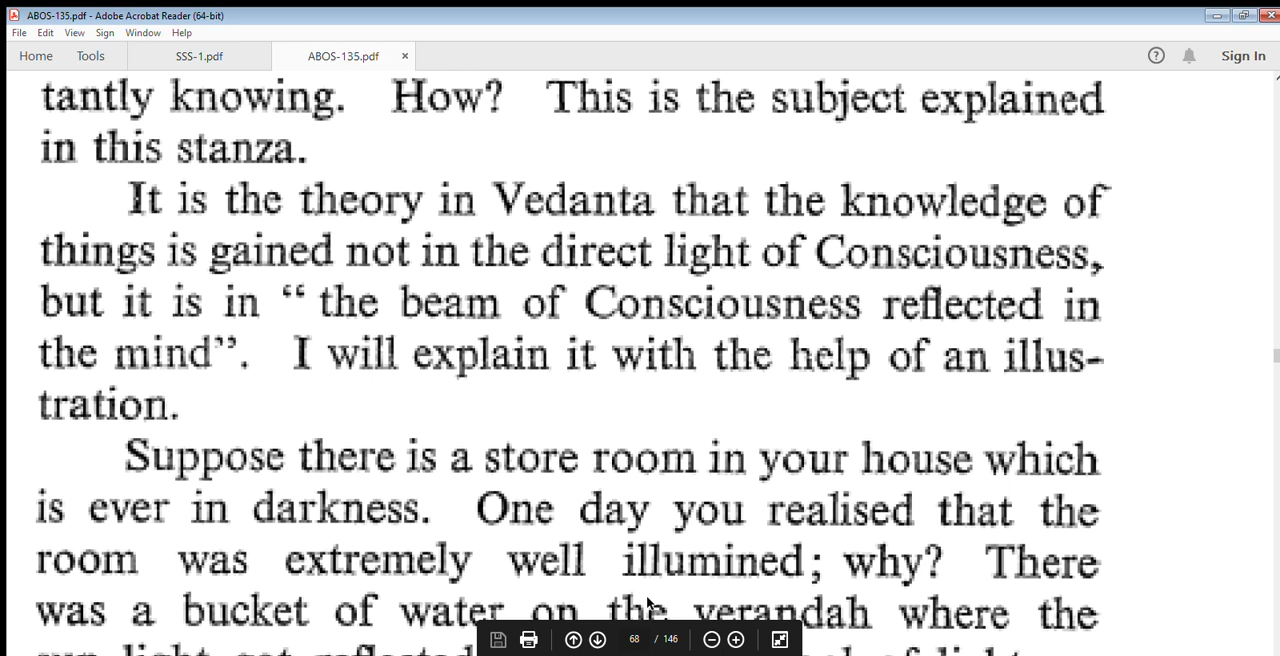 ABOS-135.pdf - Adobe Acrobat Reader (64-bit)
File Edit View Sign Window Help
Home Tools SSS-1.pdf ABOS-135.pdf × ? Sign In
tantly knowing. How? This is the subject explained
in this stanza.
It is the theory in Vedanta that the knowledge of
things is gained not in the direct light of Consciousness,
but it is in “ the beam of Consciousness reflected in
the mind”. I will explain it with the help of an illus-
tration.
Suppose there is a store room in your house which
is ever in darkness. One day you realised that the
room was extremely well illumined; why? There
was a bucket of water on the verandah where the
sun light got reflected of light
68 / 146